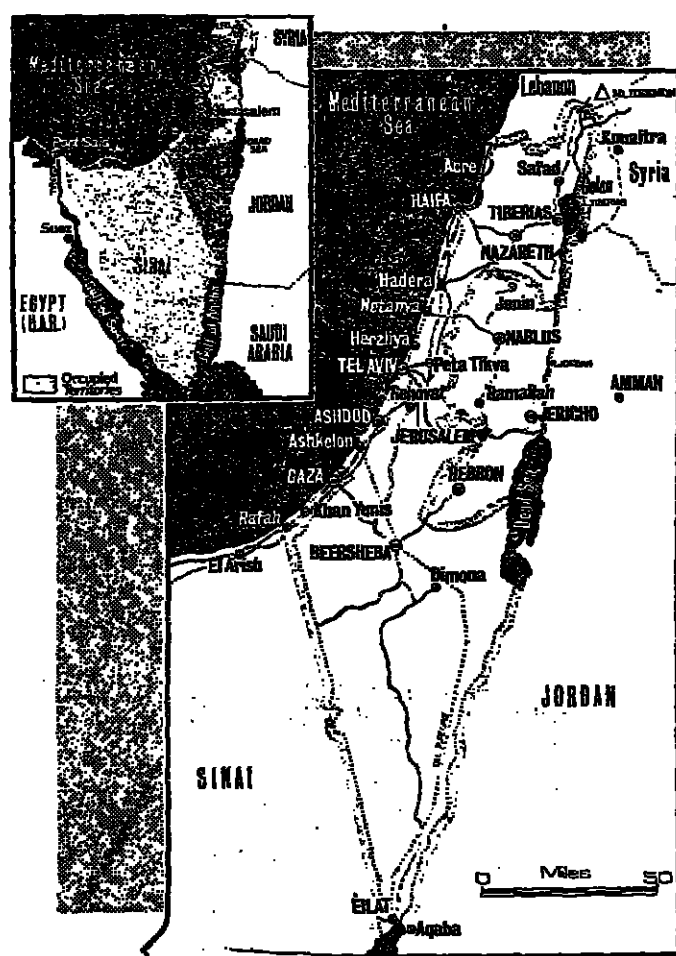 SYRIA
Mediterranean
Sea
Jerusalem
DEAD
SEA
Port Said
JORDAN
Suez
SINAI
EGYPT
(U.A.R.)
SAUDI
ARABIA
Occupied
Territories
Mediterranean
Sea
Lebanon
Kuneitra
Acre
Safad
Syria
Golan
HAIFA
TIBERIAS
NAZARETH
Hadera
Jenin
Netanya
NABLUS
Herzliya
TEL AVIV
Peta Tikva
AMMAN
Rehovat
Ramallah
JERICHO
ASHDOD
Ashkelon
JERUSALEM
GAZA
HEBRON
Dead Sea
Rafah
Khan Yunis
BEERSHEBA
El Arish
Dimona
JORDAN
SINAI
0 Miles 50
EILAT
Aqaba